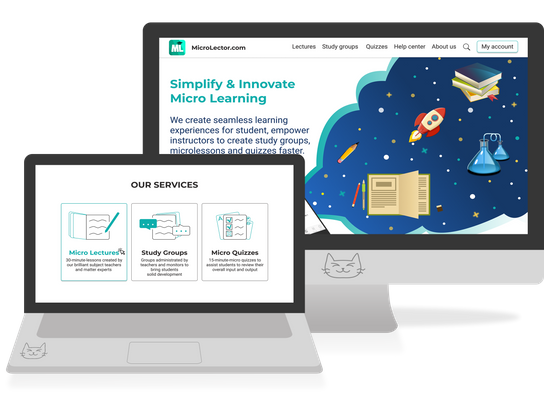 ML MicroLector.com Lectures Study groups Quizzes Help center About us My account
Simplify & Innovate
Micro Learning
We create seamless learning
experiences for student, empower
instructors to create study groups,
microlessons and quizzes faster.
OUR SERVICES
Micro Lectures
30-minute-lessons created by
our brilliant subject teachers
and matter experts
Study Groups
Groups administrated by
teachers and monitors to
bring students
solid development
Micro Quizzes
15-minute-micro quizzes to
assist students to review their
overall input and output